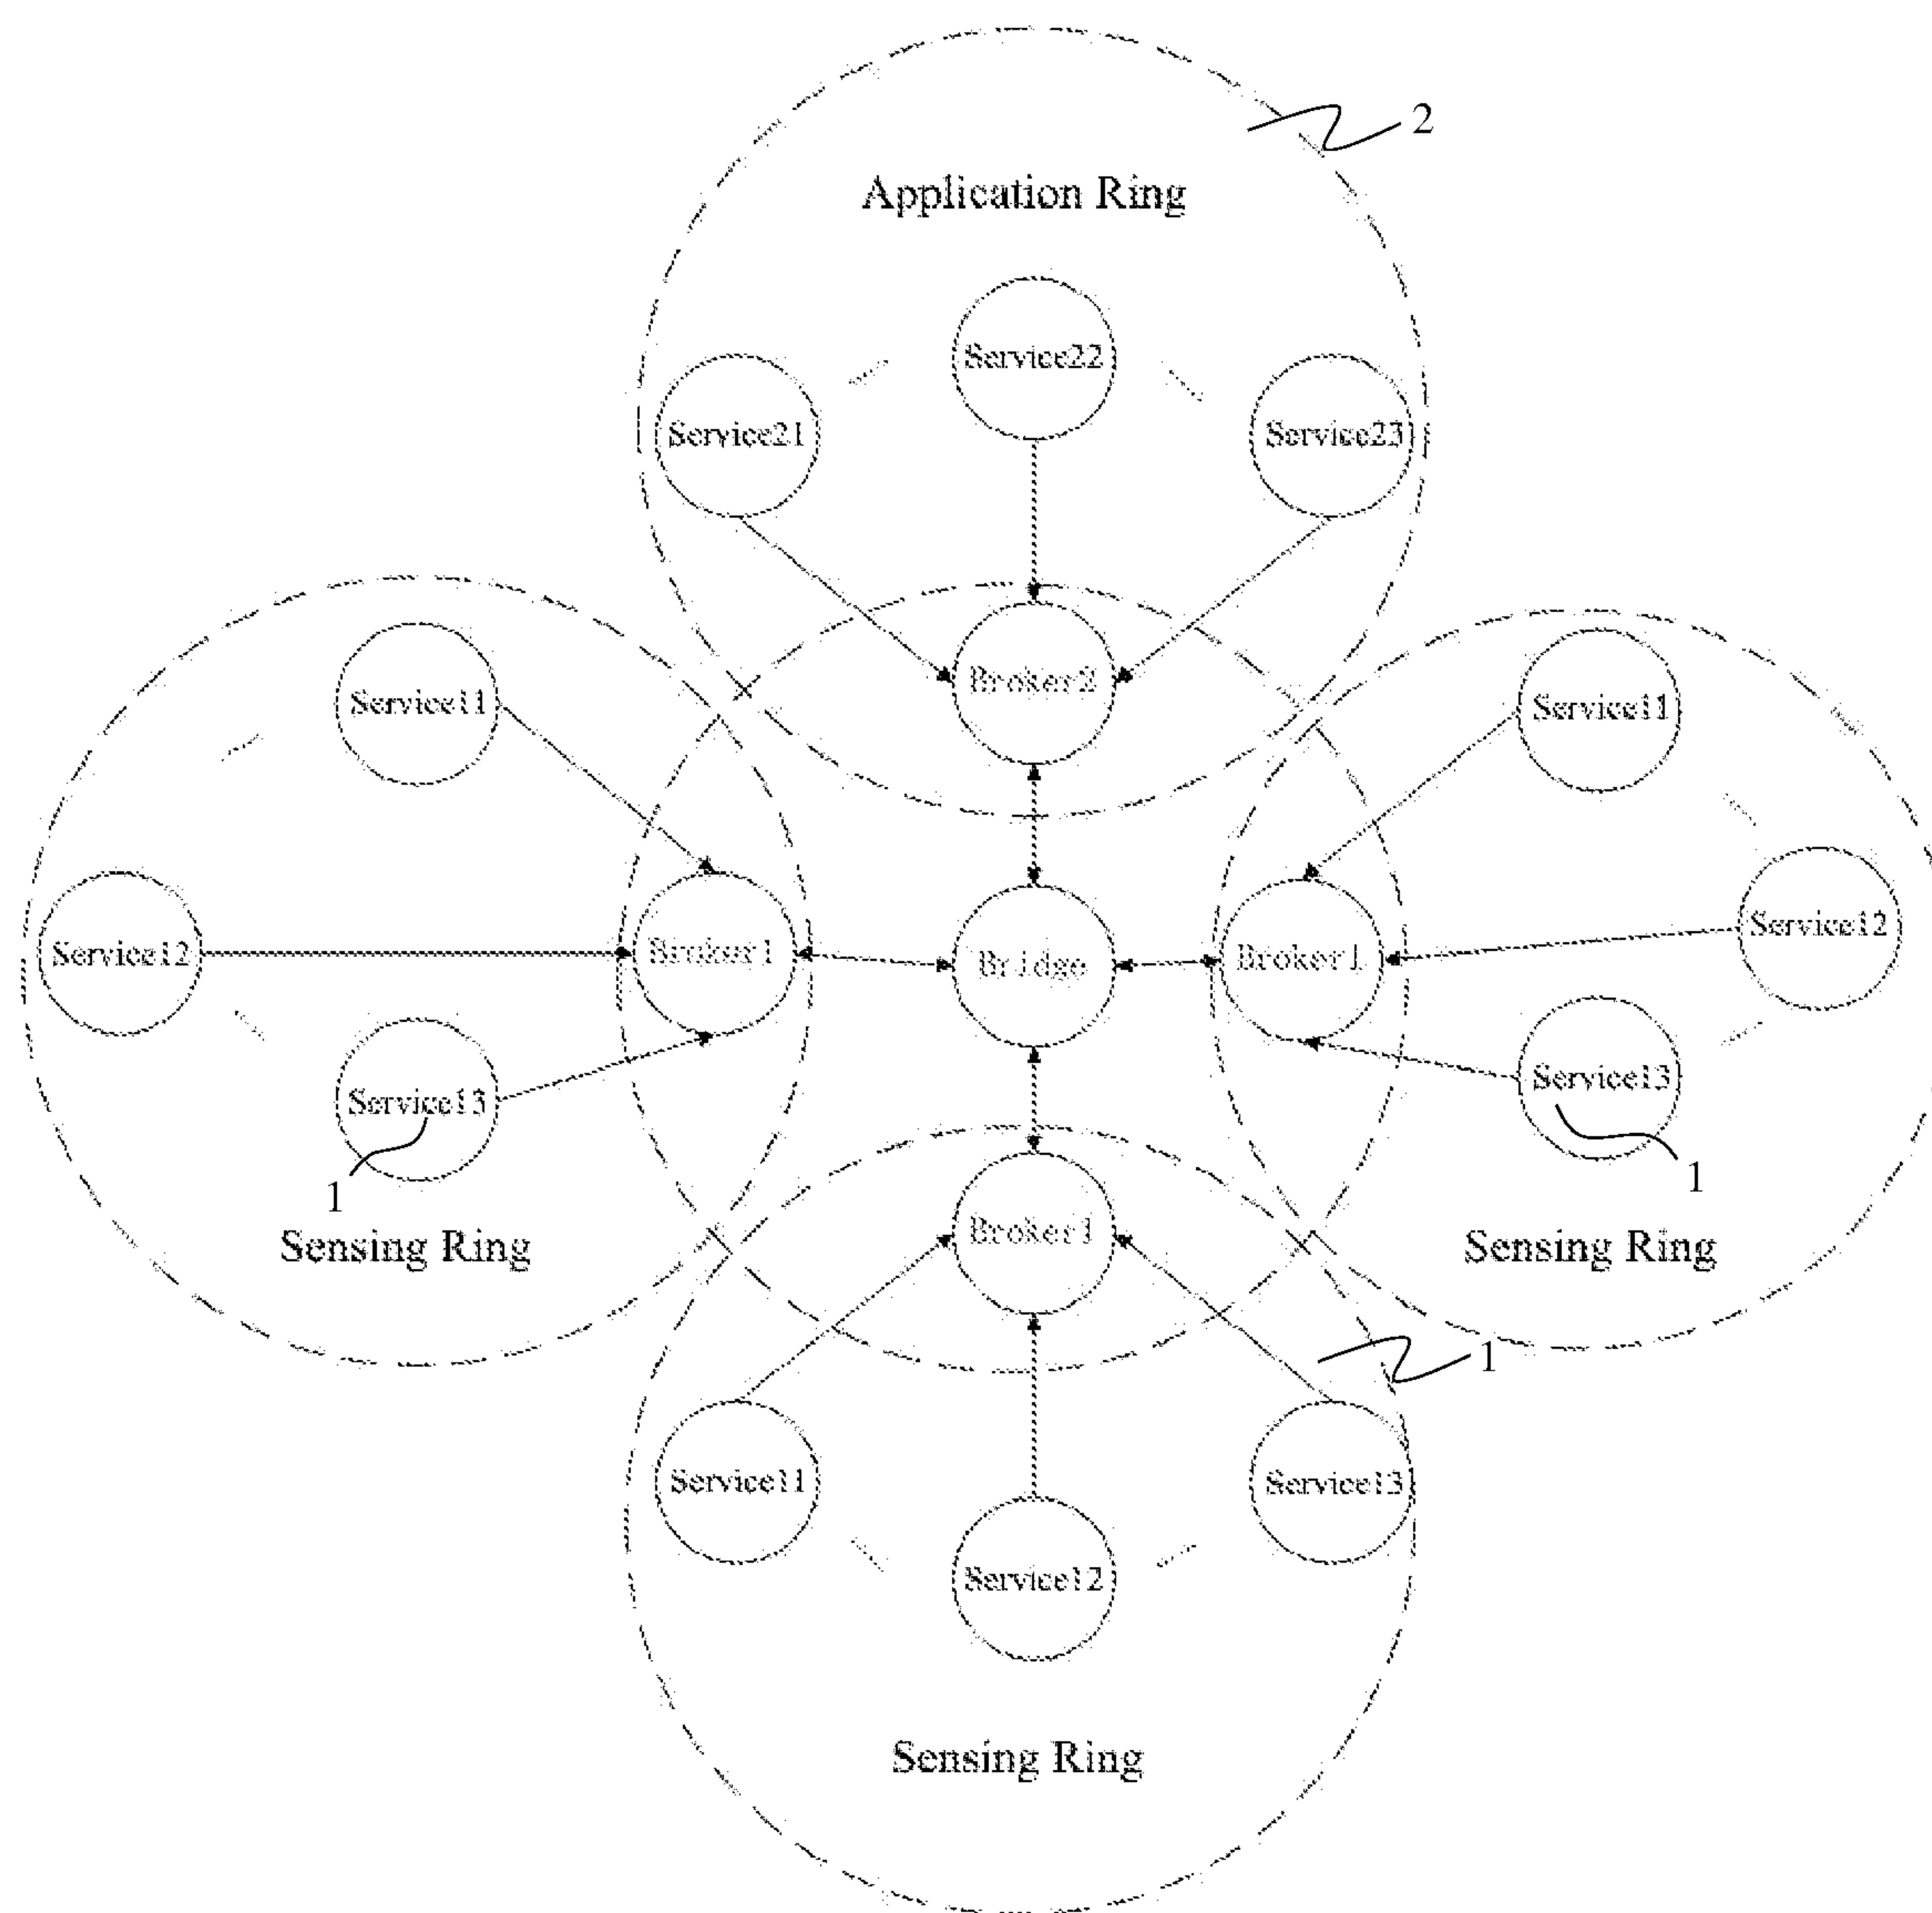 2
Application Ring
Service22
Service21
Service23
Broker2
Service11
Service11
Service12
Broker1
Bridge
Broker1
Service12
Service13
Service13
1
1
Sensing Ring
Broker1
Sensing Ring
1
Service11
Service13
Service12
Sensing Ring